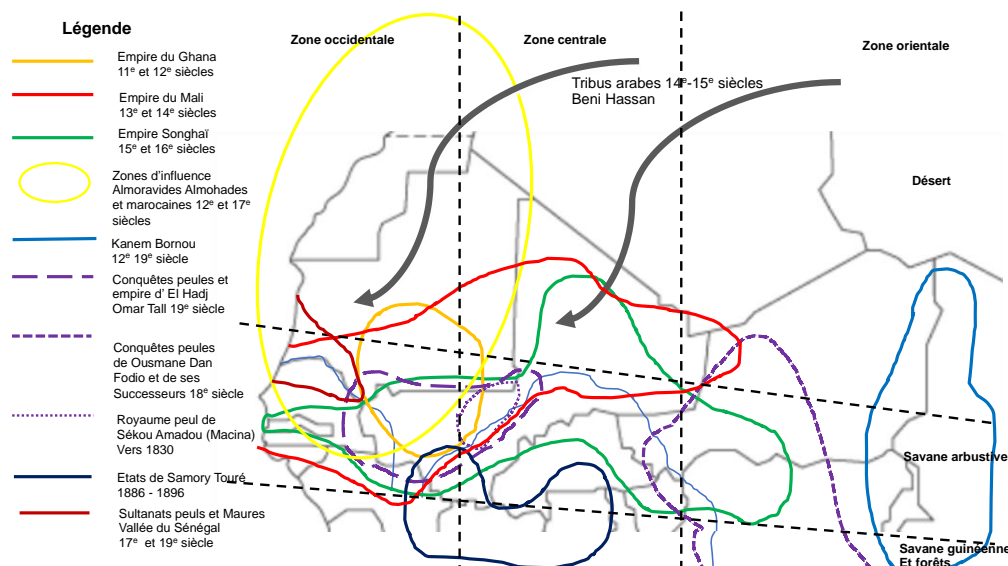 Légende
Empire du Ghana
11e et 12e siècles
Empire du Mali
13e et 14e siècles
Empire Songhaï
15e et 16e siècles
Zones d'influence
Almoravides Almohades
et marocaines 12e et 17e
siècles
Kanem Bornou
12e 19e siècle
Conquêtes peules et
empire d' El Hadj
Omar Tall 19e siècle
Conquêtes peules
de Ousmane Dan
Fodio et de ses
Successeurs 18e siècle
Royaume peul de
Sékou Amadou (Macina)
Vers 1830
Etats de Samory Touré
1886 - 1896
Sultanats peuls et Maures
Vallée du Sénégal
17e et 19e siècle
Zone occidentale
Zone centrale
Zone orientale
Tribus arabes 14e-15e siècles
Beni Hassan
Désert
Savane arbustive
Savane guinéenne
Et forêts